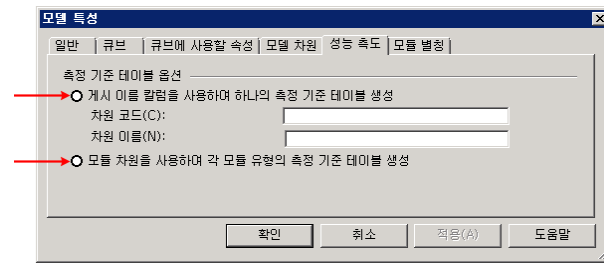 모델 특성
일반 큐브 큐브에 사용할 속성 모델 차원 성능 측도 모듈 별칭
측정 기준 테이블 옵션
게시 이름 칼럼을 사용하여 하나의 측정 기준 테이블 생성
차원 코드(C):
차원 이름(N):
모듈 차원을 사용하여 각 모듈 유형의 측정 기준 테이블 생성
확인 취소 적용(A) 도움말